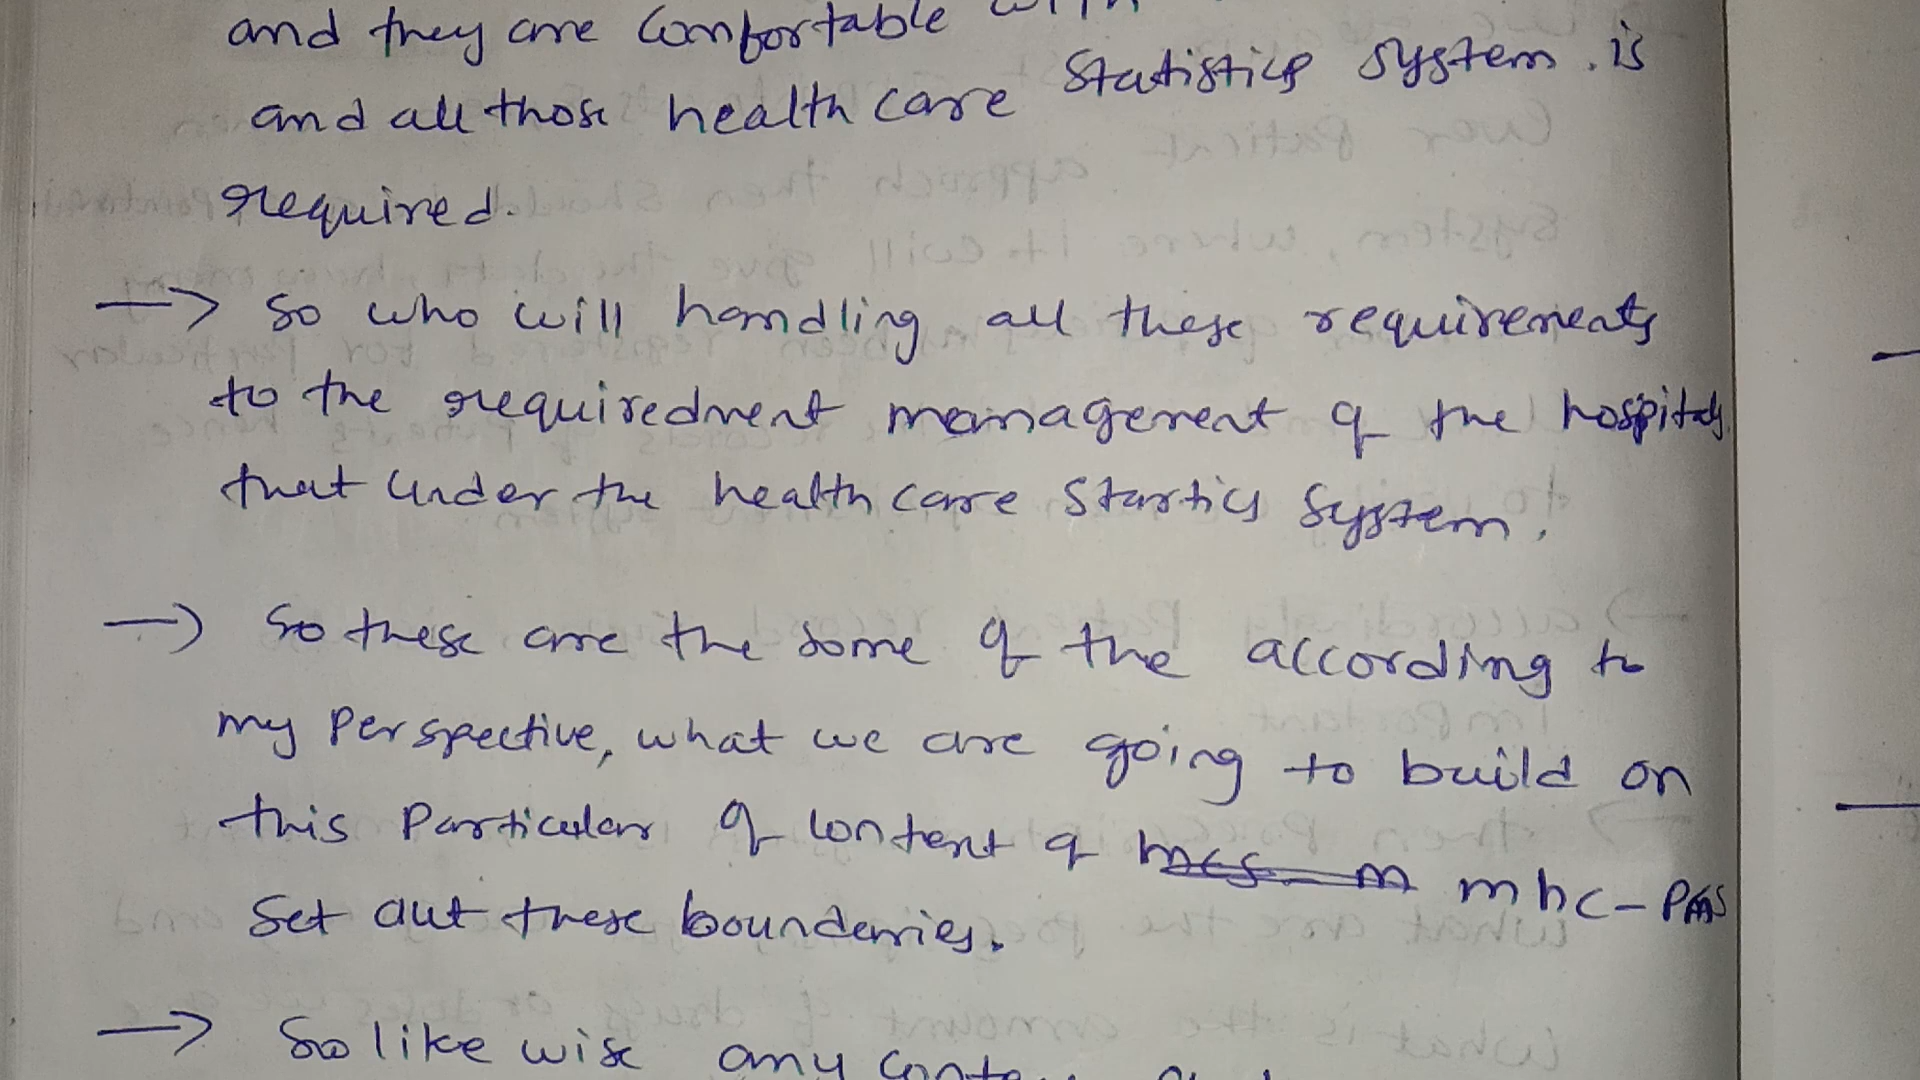 and they are comfortable with
and all those health care Statistics system. is
required.
→ So who will handling all these requirements
to the requiredment management of the hospitals
that under the health care Startics System.
→ So these are the some of the according to
my perspective, what we are going to build on
this Particular of content of mhc-PAS
Set out these bounderies.
→ So like wise any